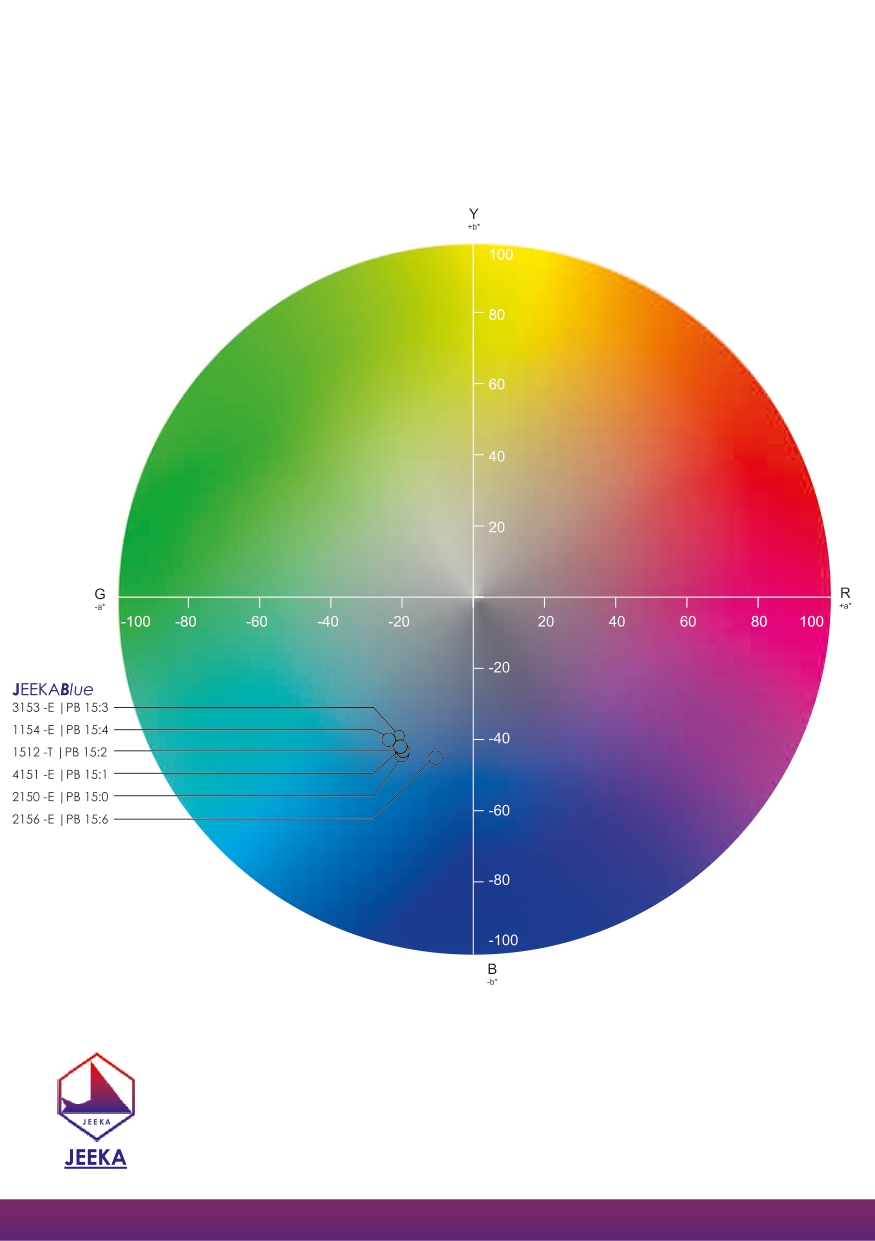 Y
+b*
100
80
60
40
20
G
-a*
R
+a*
-100 -80 -60 -40 -20 20 40 60 80 100
-20
-40
-60
-80
-100
JEEKABlue
3153 -E | PB 15:3
1154 -E | PB 15:4
1512 -T | PB 15:2
4151 -E | PB 15:1
2150 -E | PB 15:0
2156 -E | PB 15:6
B
-b*
JEEKA
JEEKA